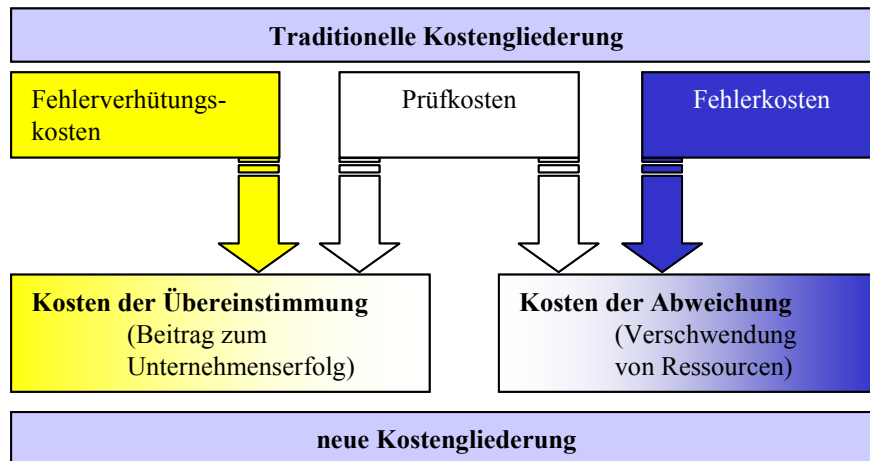 Traditionelle Kostengliederung
Fehlerverhütungs-
kosten
Prüfkosten
Fehlerkosten
Kosten der Übereinstimmung
(Beitrag zum
Unternehmenserfolg)
Kosten der Abweichung
(Verschwendung
von Ressourcen)
neue Kostengliederung